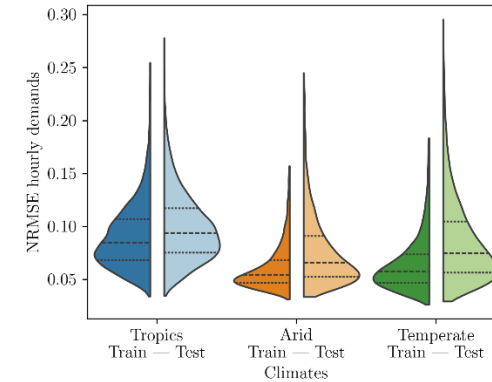 NRMSE hourly demands
0.30
0.25
0.20
0.15
0.10
0.05
Tropics
Train — Test
Arid
Train — Test
Temperate
Train — Test
Climates